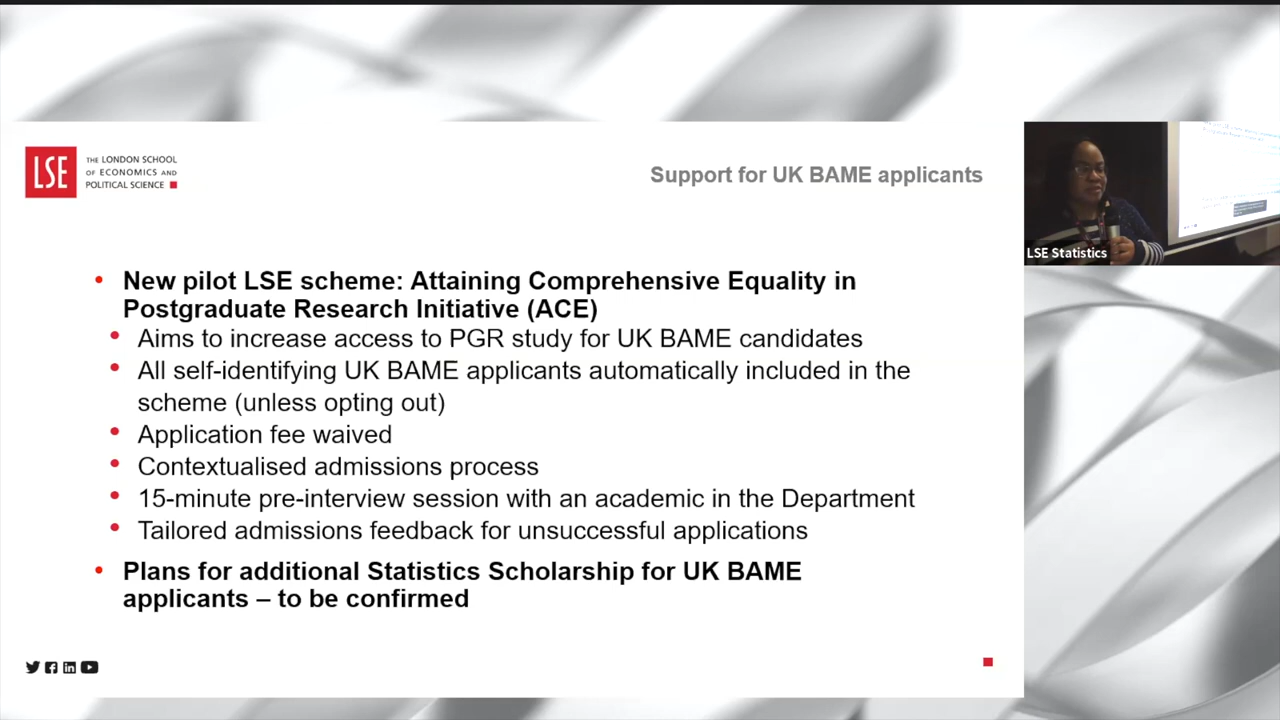 LSE
THE LONDON SCHOOL
OF ECONOMICS AND
POLITICAL SCIENCE
Support for UK BAME applicants
• New pilot LSE scheme: Attaining Comprehensive Equality in
Postgraduate Research Initiative (ACE)
• Aims to increase access to PGR study for UK BAME candidates
• All self-identifying UK BAME applicants automatically included in the
scheme (unless opting out)
• Application fee waived
• Contextualised admissions process
• 15-minute pre-interview session with an academic in the Department
• Tailored admissions feedback for unsuccessful applications
• Plans for additional Statistics Scholarship for UK BAME
applicants – to be confirmed
LSE Statistics